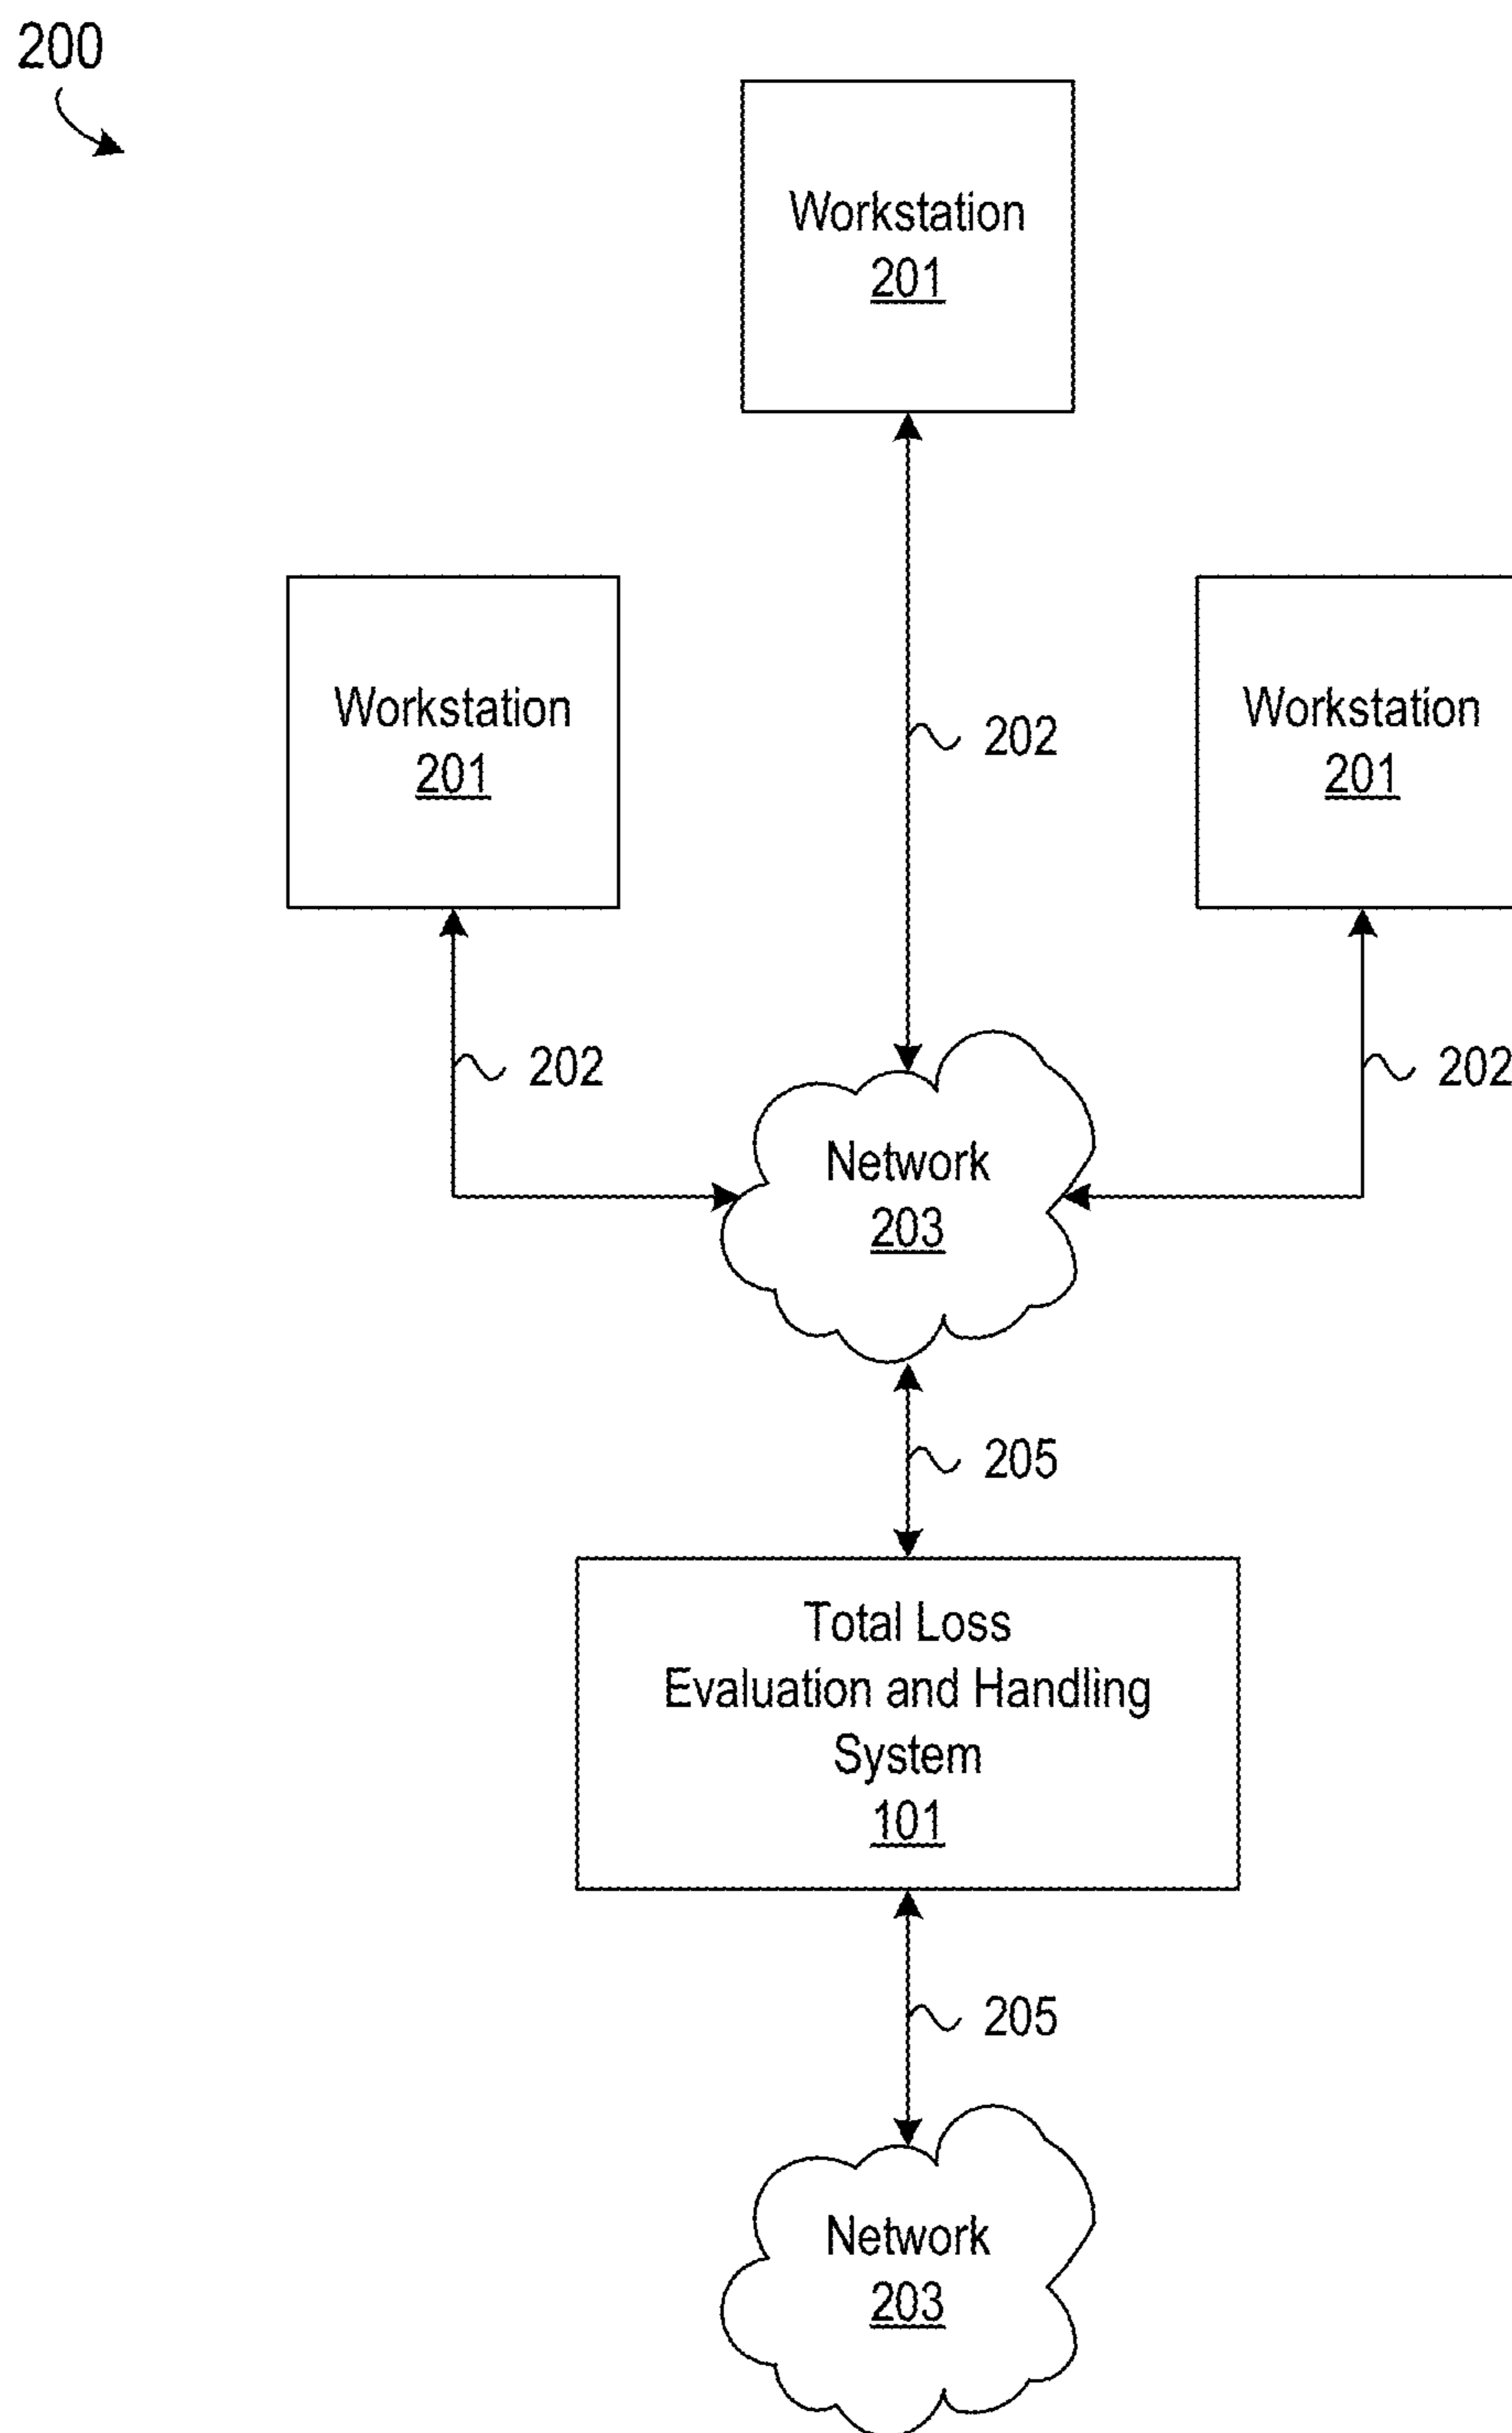 200
Workstation
201
Workstation
201
Workstation
201
202
202
202
Network
203
205
Total Loss
Evaluation and Handling
System
101
205
Network
203